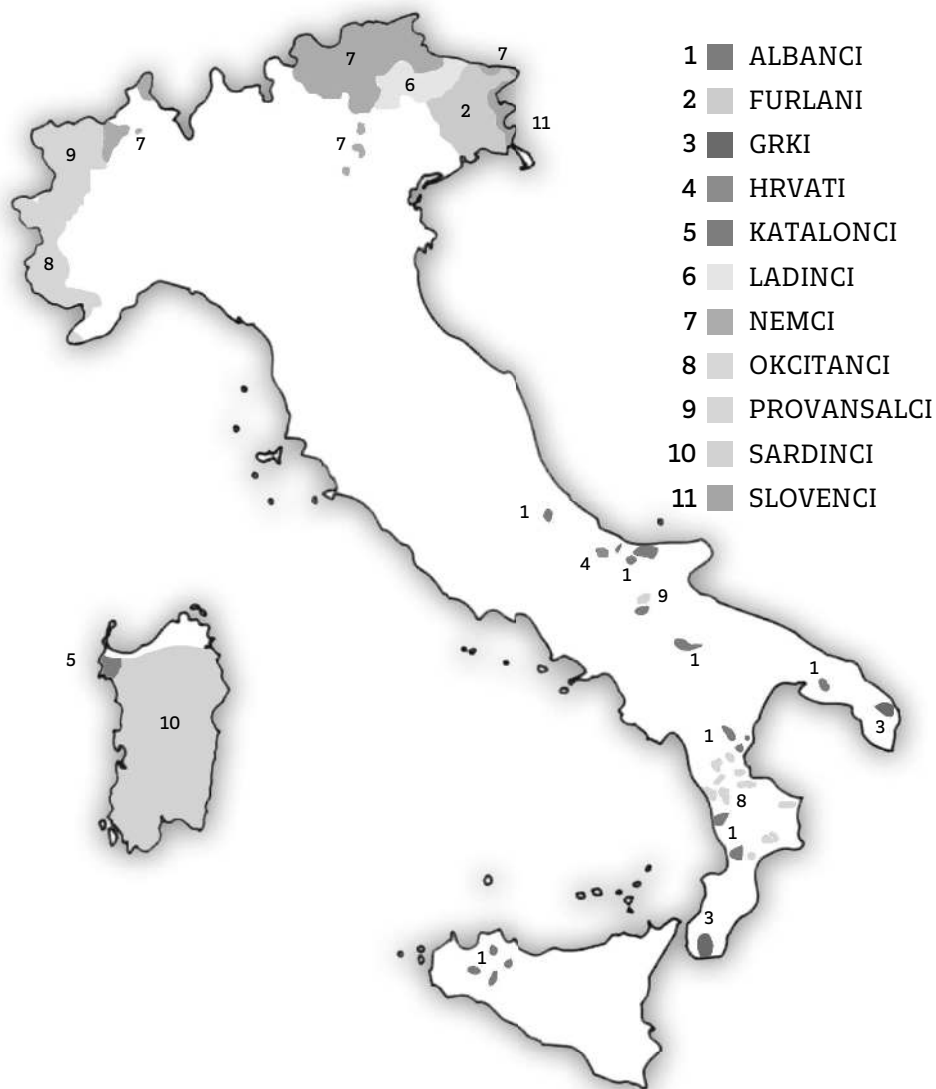 1 ALBANCI
2 FURLANI
3 GRKI
4 HRVATI
5 KATALONCI
6 LADINCI
7 NEMCI
8 OKCITANCI
9 PROVANSALCI
10 SARDINCI
11 SLOVENCI
7
7
6
2
11
9
7
7
8
1
4
1
9
5
1
1
10
3
1
8
1
3
1